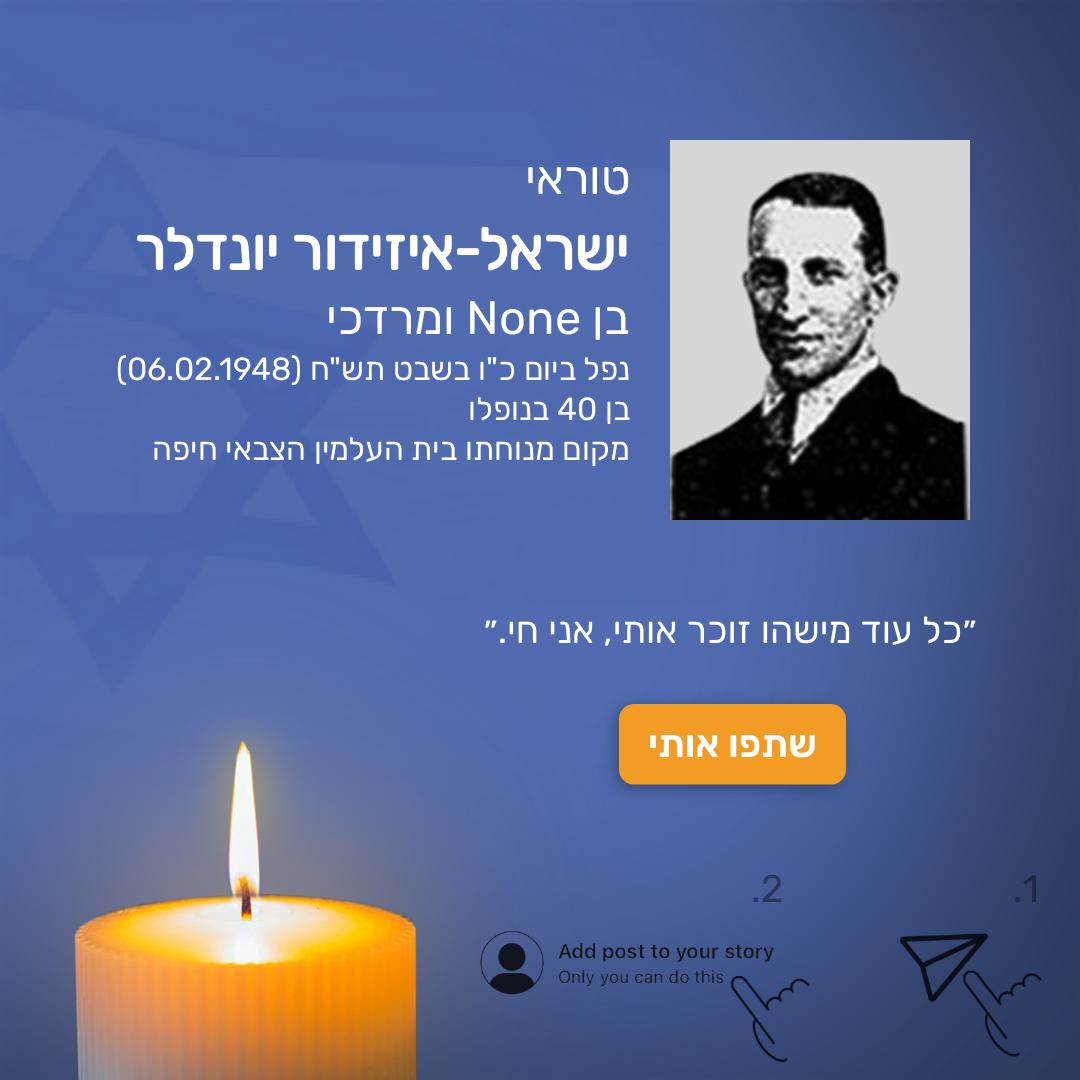 טוראי
ישראל-איזידור יונדלר
בן None ומרדכי
נפל ביום כ"ו בשבט תש"ח (06.02.1948)
בן 40 בנופלו
מקום מנוחתו בית העלמין הצבאי חיפה
״כל עוד מישהו זוכר אותי, אני חי.״
שתפו אותי
.1
.2
Add post to your story
Only you can do this